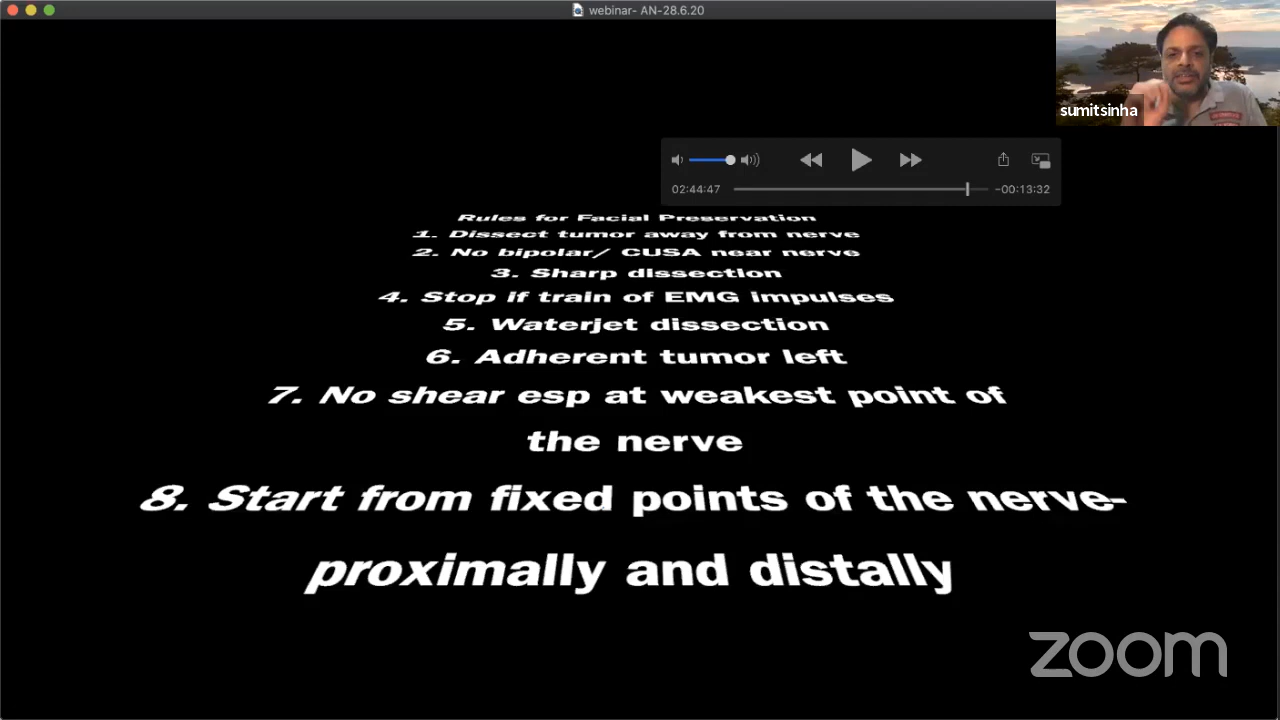 webinar- AN-28.6.20
sumitsinha
02:44:47
-00:13:32
Rules for Facial Preservation
1. Dissect tumor away from nerve
2. No bipolar/ CUSA near nerve
3. Sharp dissection
4. Stop if train of EMG impulses
5. Waterjet dissection
6. Adherent tumor left
7. No shear esp at weakest point of
the nerve
8. Start from fixed points of the nerve-
proximally and distally
zoom